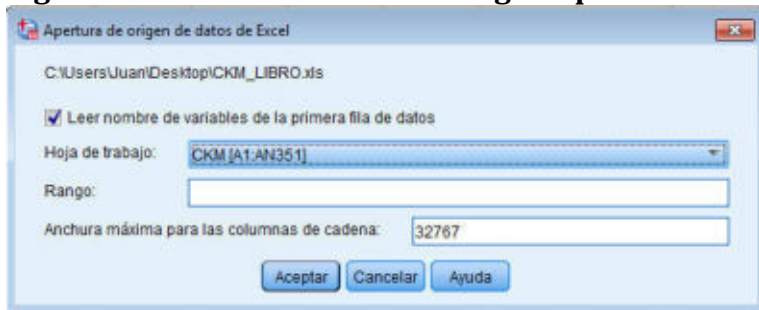 Apertura de origen de datos de Excel
C:\Users\Juan\Desktop\CKM_LIBRO.xls
Leer nombre de variables de la primera fila de datos
Hoja de trabajo: CKM [A1:AN351]
Rango:
Anchura máxima para las columnas de cadena: 32767
Aceptar Cancelar Ayuda